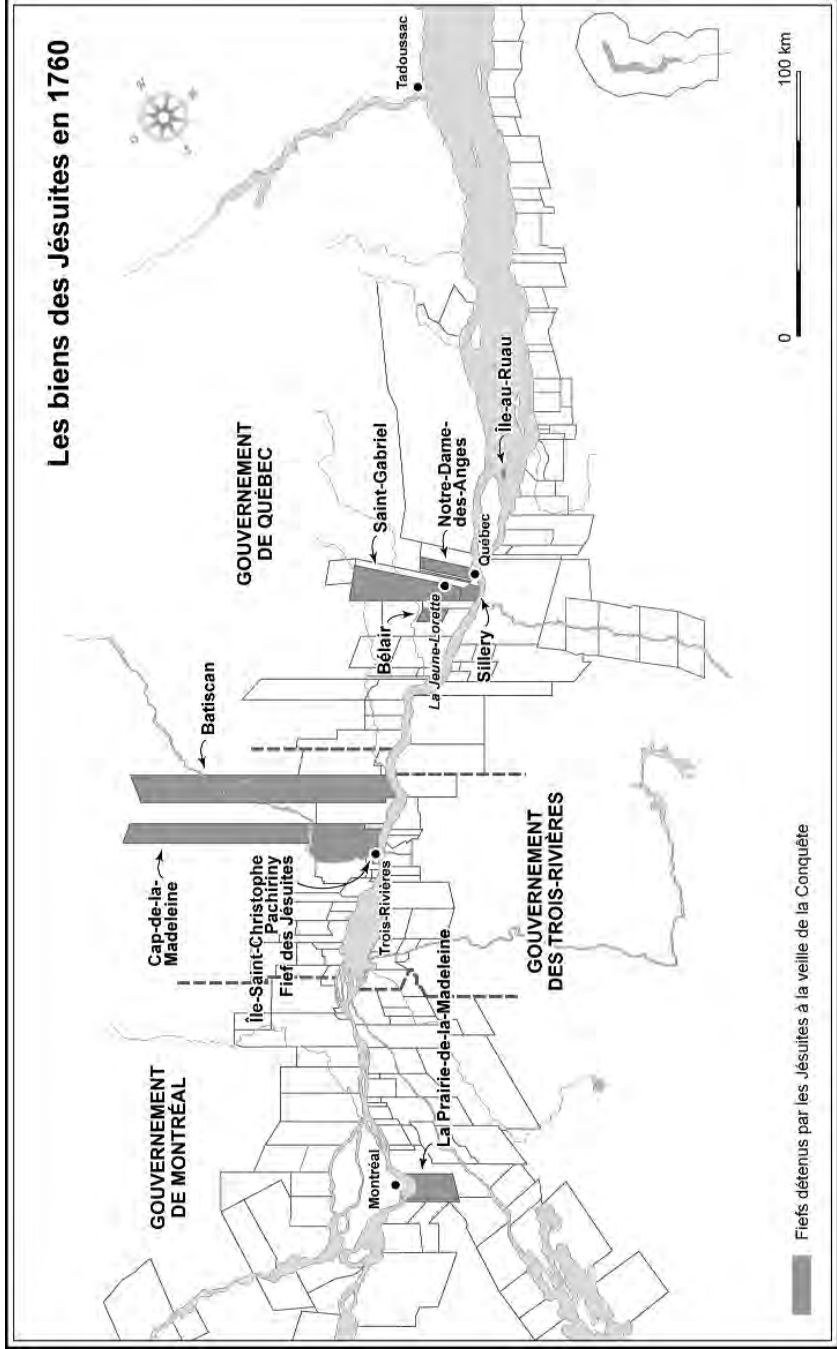 Les biens des Jésuites en 1760
N
E
S
O
Tadoussac
GOUVERNEMENT
DE QUÉBEC
Saint-Gabriel
Notre-Dame-
des-Anges
Île-au-Ruau
Québec
Bélair
La Jeune-Lorette
Sillery
Batiscan
Cap-de-la-
Madeleine
Île-Saint-Christophe
Pachiriny
Fief des Jésuites
Trois-Rivières
GOUVERNEMENT
DES TROIS-RIVIÈRES
GOUVERNEMENT
DE MONTRÉAL
Montréal
La Prairie-de-la-Madeleine
Fiefs détenus par les Jésuites à la veille de la Conquête
0
100 km